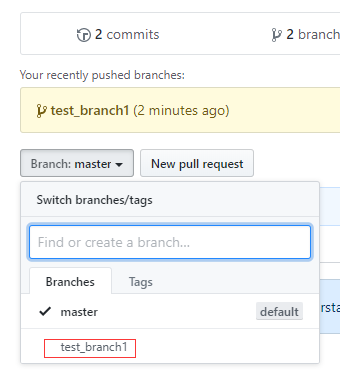 2 commits
2 branch
Your recently pushed branches:
test_branch1 (2 minutes ago)
Branch: master
New pull request
Switch branches/tags
Find or create a branch...
Branches
Tags
master
default
test_branch1
rsta